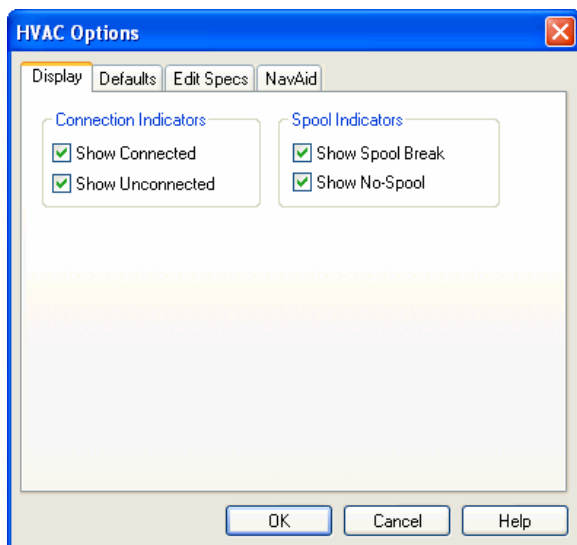 HVAC Options
Display Defaults Edit Specs NavAid
Connection Indicators
Show Connected
Show Unconnected
Spool Indicators
Show Spool Break
Show No-Spool
OK Cancel Help